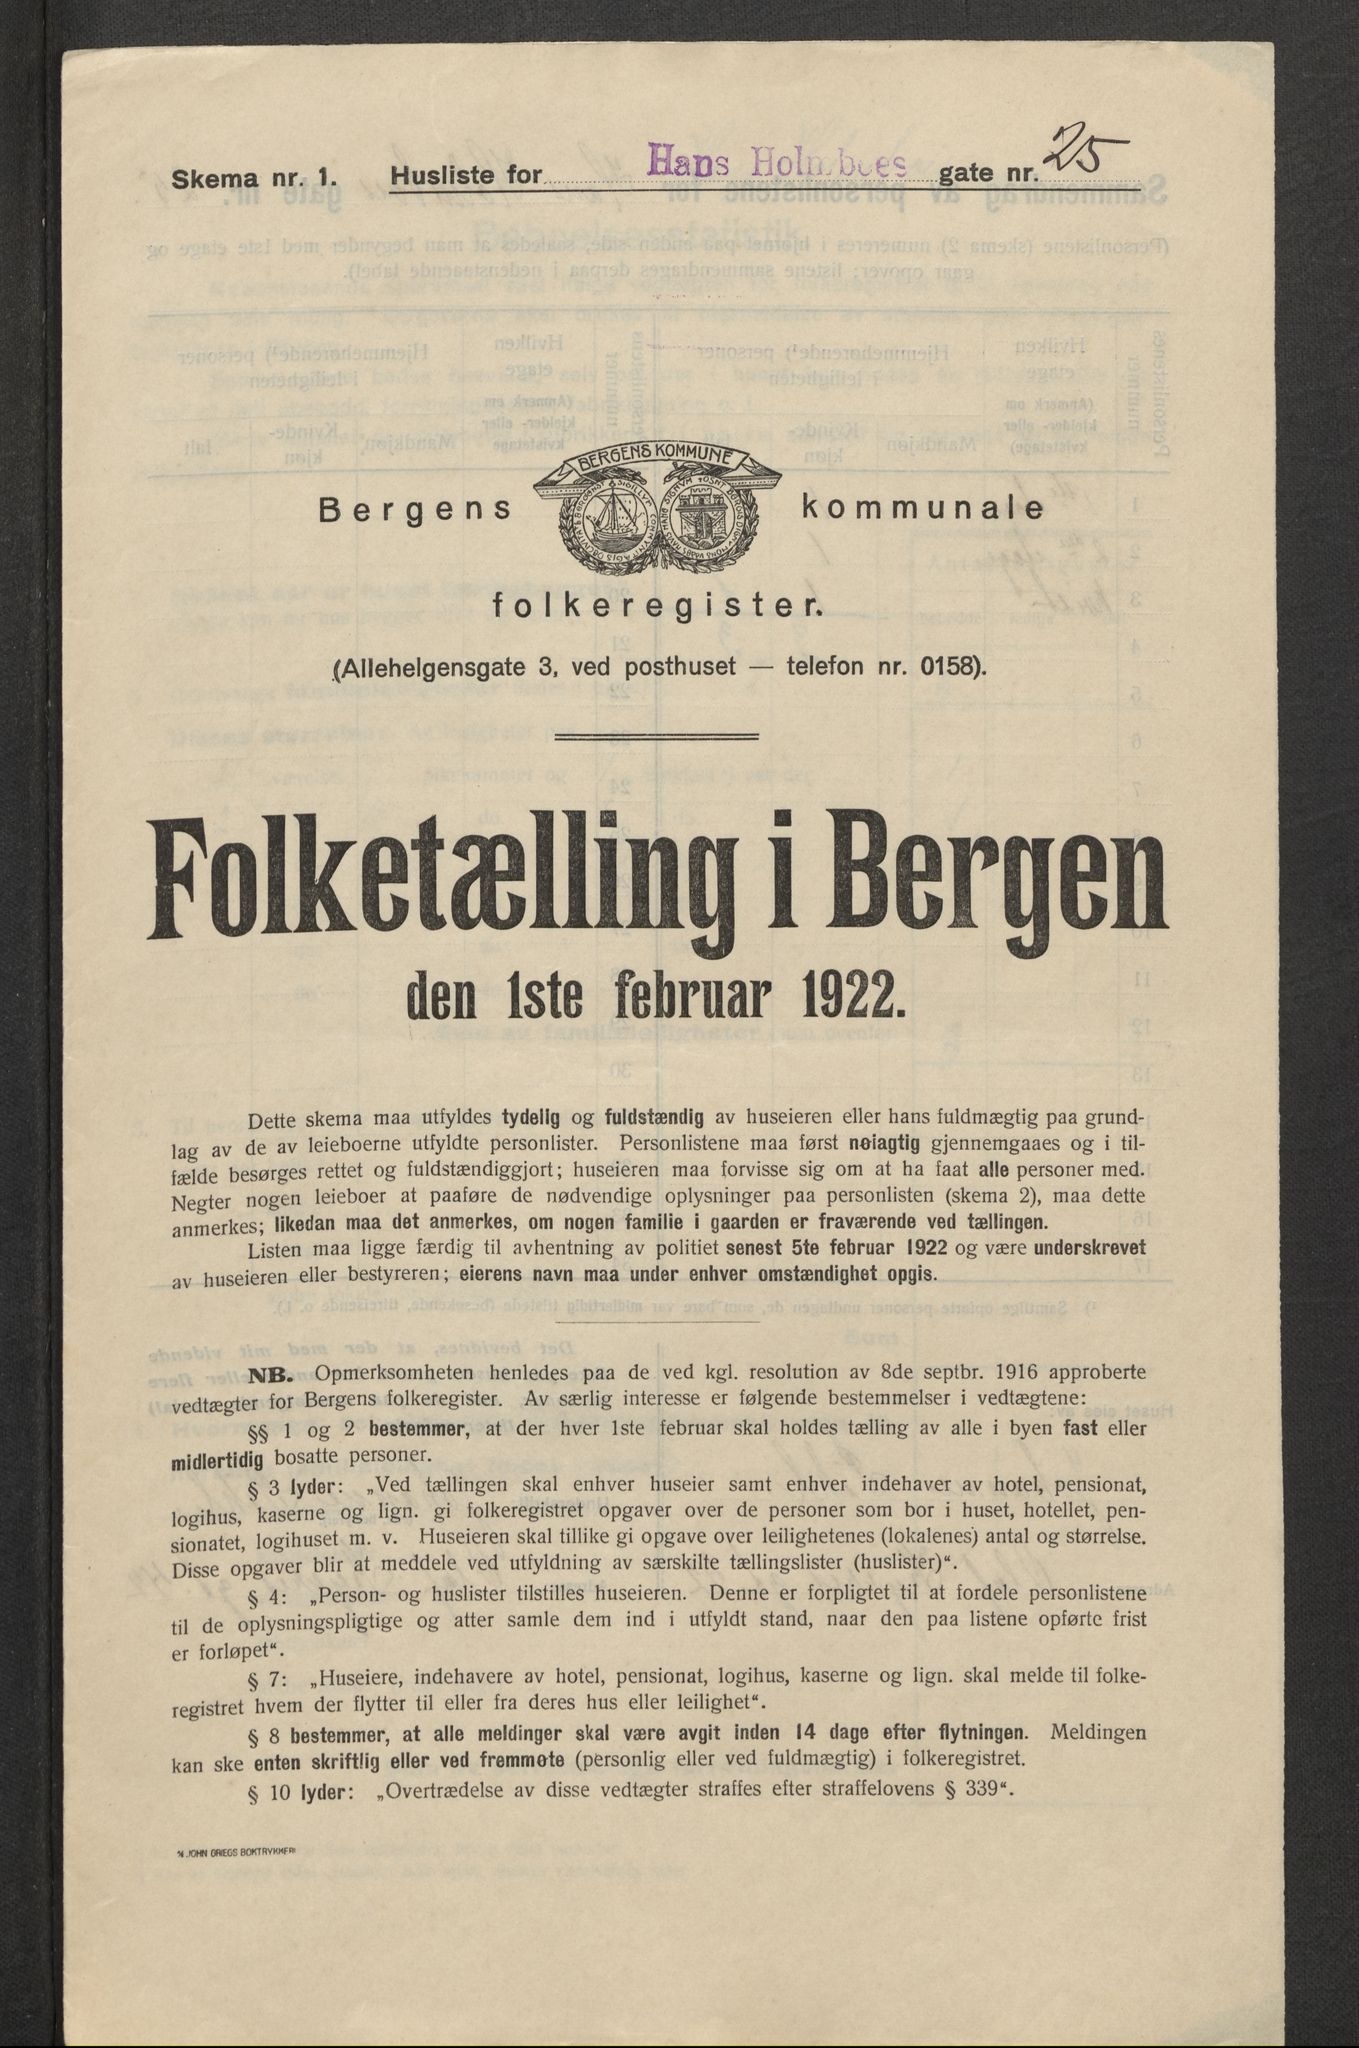 Skema nr. 1. Husliste for Hans Holmboes gate nr. 25
BERGENS KOMMUNE
Bergens kommunale
folkeregister.
(Allehelgensgate 3, ved posthuset — telefon nr. 0158).
Folketælling i Bergen
den 1ste februar 1922.
Dette skema maa utfyldes tydelig og fuldstændig av huseieren eller hans fuldmægtig paa grund-
lag av de av leieboerne utfyldte personlister. Personlistene maa først nøiagtig gjennemgaaes og i til-
fælde besørges rettet og fuldstændiggjort; huseieren maa forvisse sig om at ha faat alle personer med.
Negter nogen leieboer at paaføre de nødvendige oplysninger paa personlisten (skema 2), maa dette
anmerkes; likedan maa det anmerkes, om nogen familie i gaarden er fraværende ved tællingen.
Listen maa ligge færdig til avhentning av politiet senest 5te februar 1922 og være underskrevet
av huseieren eller bestyreren; eierens navn maa under enhver omstændighet opgis.
NB. Opmerksomheten henledes paa de ved kgl. resolution av 8de septbr. 1916 approberte
vedtægter for Bergens folkeregister. Av særlig interesse er følgende bestemmelser i vedtægtene:
§§ 1 og 2 bestemmer, at der hver 1ste februar skal holdes tælling av alle i byen fast eller
midlertidig bosatte personer.
§ 3 lyder: „Ved tællingen skal enhver huseier samt enhver indehaver av hotel, pensionat,
logihus, kaserne og lign. gi folkeregistret opgaver over de personer som bor i huset, hotellet, pen-
sionatet, logihuset m. v. Huseieren skal tillike gi opgave over leilighetenes (lokalenes) antal og størrelse.
Disse opgaver blir at meddele ved utfyldning av særskilte tællingslister (huslister)“.
§ 4: „Person- og huslister tilstilles huseieren. Denne er forpligtet til at fordele personlistene
til de oplysningspligtige og atter samle dem ind i utfyldt stand, naar den paa listene opførte frist
er forløpet“.
§ 7: „Huseiere, indehavere av hotel, pensionat, logihus, kaserne og lign. skal melde til folke-
registret hvem der flytter til eller fra deres hus eller leilighet“.
§ 8 bestemmer, at alle meldinger skal være avgit inden 14 dage efter flytningen. Meldingen
kan ske enten skriftlig eller ved fremmøte (personlig eller ved fuldmægtig) i folkeregistret.
§ 10 lyder: „Overtrædelse av disse vedtægter straffes efter straffelovens § 339“.
A/S JOHN GRIEGS BOKTRYKKERI